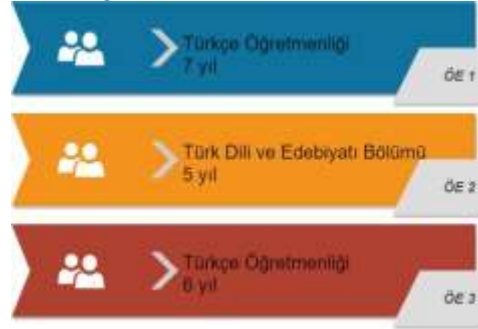 Türkçe Öğretmenliği
7 yıl
ÖE 1
Türk Dili ve Edebiyatı Bölümü
5 yıl
ÖE 2
Türkçe Öğretmenliği
6 yıl
ÖE 3